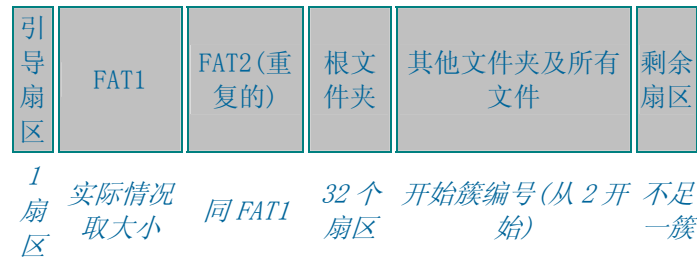 引
导
扇
区
FAT1
FAT2(重
复的)
根文
件夹
其他文件夹及所有
文件
剩余
扇区
1
扇
区
实际情况
取大小
同 FAT1
32 个
扇区
开始簇编号(从 2 开
始)
不足
一簇